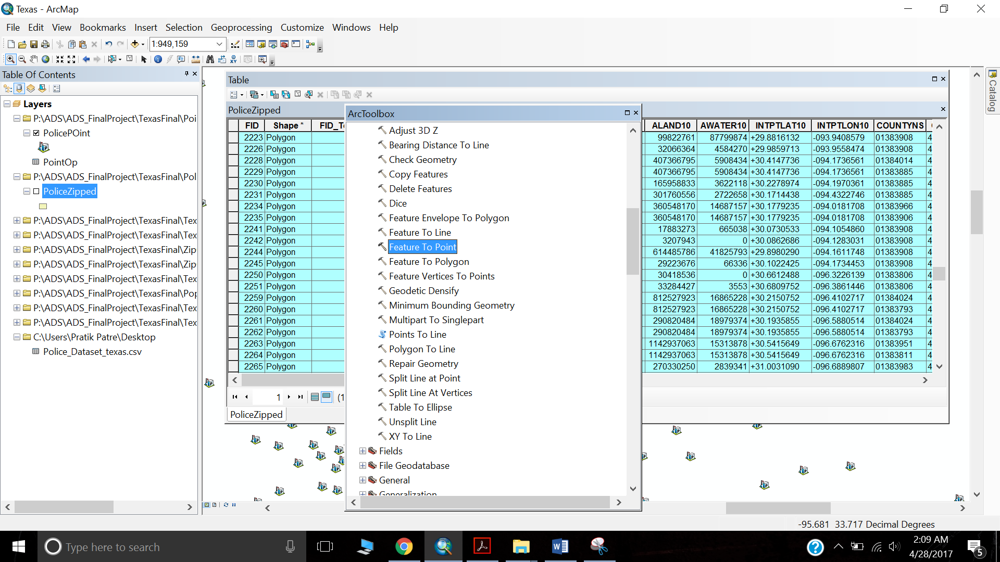 Texas - ArcMap
File Edit View Bookmarks Insert Selection Geoprocessing Customize Windows Help
1:949,159
Table Of Contents
Layers
P:\ADS\ADS_FinalProject\TexasFinal\Poi
PolicePOint
PointOp
P:\ADS\ADS_FinalProject\TexasFinal\Pol
PoliceZipped
P:\ADS\ADS_FinalProject\TexasFinal\Tex
P:\ADS\ADS_FinalProject\TexasFinal\Tex
P:\ADS\ADS_FinalProject\TexasFinal\Zip
P:\ADS\ADS_FinalProject\TexasFinal\Zip
P:\ADS\ADS_FinalProject\TexasFinal\Tex
P:\ADS\ADS_FinalProject\TexasFinal\Pop
P:\ADS\ADS_FinalProject\TexasFinal\Tex
P:\ADS\ADS_FinalProject\TexasFinal\Tex
C:\Users\Pratik Patre\Desktop
Police_Dataset_texas.csv
Table
PoliceZipped
FID Shape * FID_Te
2223 Polygon
2226 Polygon
2228 Polygon
2229 Polygon
2230 Polygon
2231 Polygon
2234 Polygon
2235 Polygon
2241 Polygon
2242 Polygon
2244 Polygon
2245 Polygon
2250 Polygon
2251 Polygon
2259 Polygon
2260 Polygon
2261 Polygon
2262 Polygon
2263 Polygon
2264 Polygon
2265 Polygon
1 (1
PoliceZipped
ArcToolbox
Adjust 3D Z
Bearing Distance To Line
Check Geometry
Copy Features
Delete Features
Dice
Feature Envelope To Polygon
Feature To Line
Feature To Point
Feature To Polygon
Feature Vertices To Points
Geodetic Densify
Minimum Bounding Geometry
Multipart To Singlepart
Points To Line
Polygon To Line
Repair Geometry
Split Line at Point
Split Line At Vertices
Table To Ellipse
Unsplit Line
XY To Line
Fields
File Geodatabase
General
Generalization
ALAND10 AWATER10 INTPTLAT10 INTPTLON10 COUNTYNS
99822761 87799874 +29.8816132 -093.9408579 01383908 4
32066364 4584270 +29.9859713 -093.9558474 01383908 4
407366795 5908434 +30.4147736 -094.1736561 01384014 4
407366795 5908434 +30.4147736 -094.1736561 01383885 4
165958833 3622118 +30.2278974 -094.1970361 01383885 4
301760556 2722658 +30.1714438 -094.4322746 01383885 4
360548170 14687157 +30.1779235 -094.0181708 01383966 4
360548170 14687157 +30.1779235 -094.0181708 01383906 4
17883273 665038 +30.0730533 -094.1054860 01383908 4
3207943 0 +30.0862686 -094.1283031 01383908 4
614485786 41825793 +29.8980290 -094.1611748 01383908 4
29223676 66336 +30.1022425 -094.1734453 01383908 4
30418536 0 +30.6612488 -096.3226139 01383806 4
33284427 3553 +30.6809752 -096.3861446 01383806 4
812527923 16865228 +30.2150752 -096.4102717 01384024 4
812527923 16865228 +30.2150752 -096.4102717 01383793 4
290820484 18979374 +30.1935855 -096.5880514 01384024 4
290820484 18979374 +30.1935855 -096.5880514 01383793 4
1142937063 15313878 +30.5415649 -096.6762316 01383951 4
1142937063 15313878 +30.5415649 -096.6762316 01383811 4
270330250 2839341 +31.0031090 -096.6889807 01383983 4
Catalog
-95.681 33.717 Decimal Degrees
Type here to search
2:09 AM
4/28/2017
5